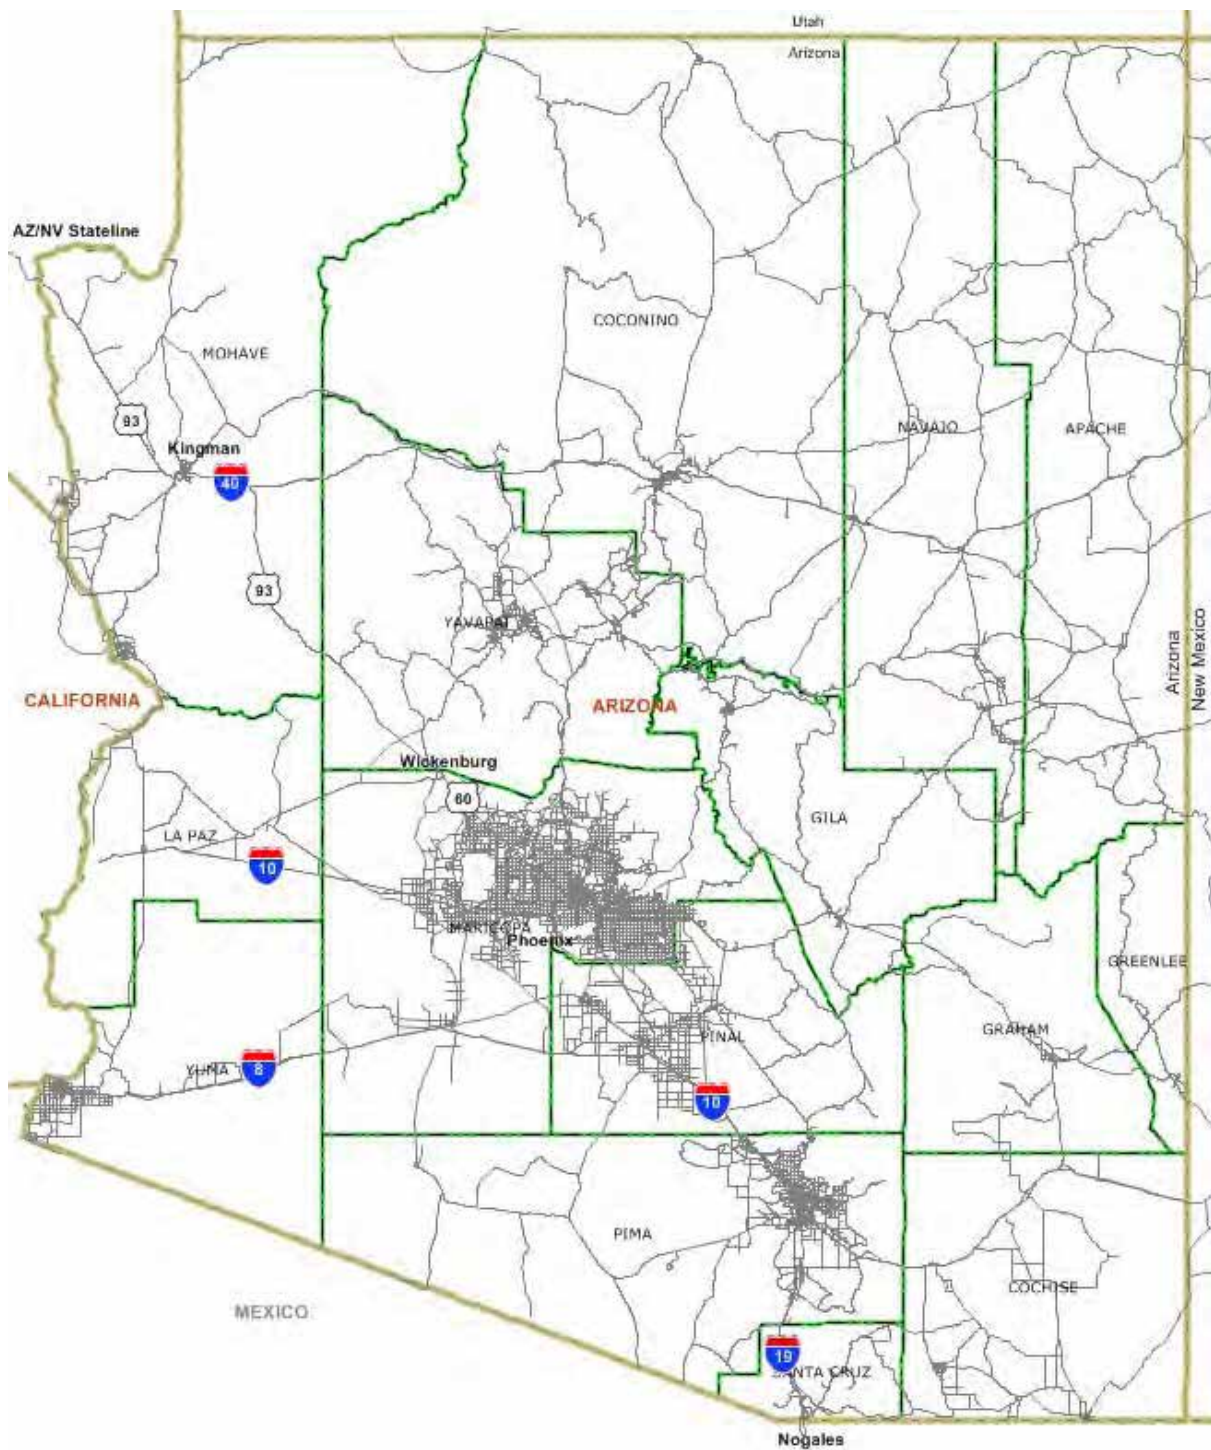 Utah
Arizona
AZ/NV Stateline
COCONINO
MOHAVE
93
NAVAJO
APACHE
Kingman
40
93
YAVAPAI
Arizona
New Mexico
CALIFORNIA
ARIZONA
Wickenburg
60
GILA
LA PAZ
10
MARICOPA
Phoenix
GREENLEE
GRAHAM
PINAL
YUMA
8
10
PIMA
COCHISE
MEXICO
19
SANTA CRUZ
Nogales